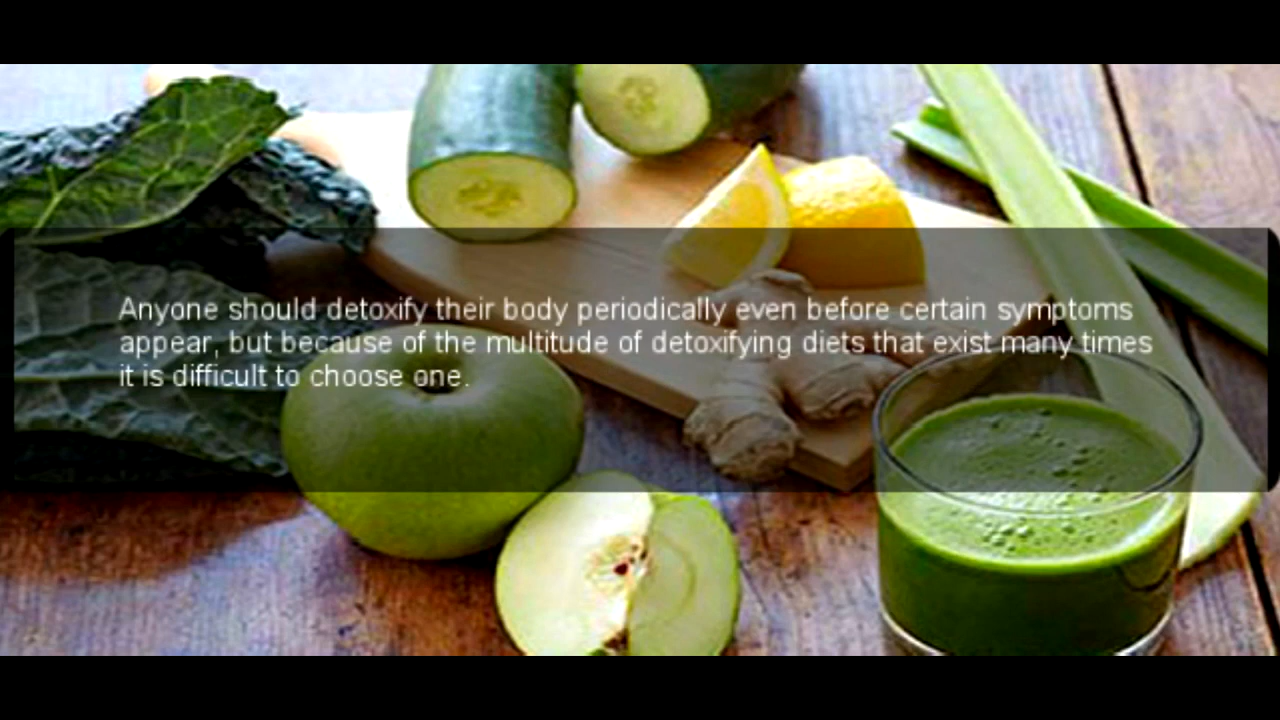 Anyone should detoxify their body periodically even before certain symptoms
appear, but because of the multitude of detoxifying diets that exist many times
it is difficult to choose one.